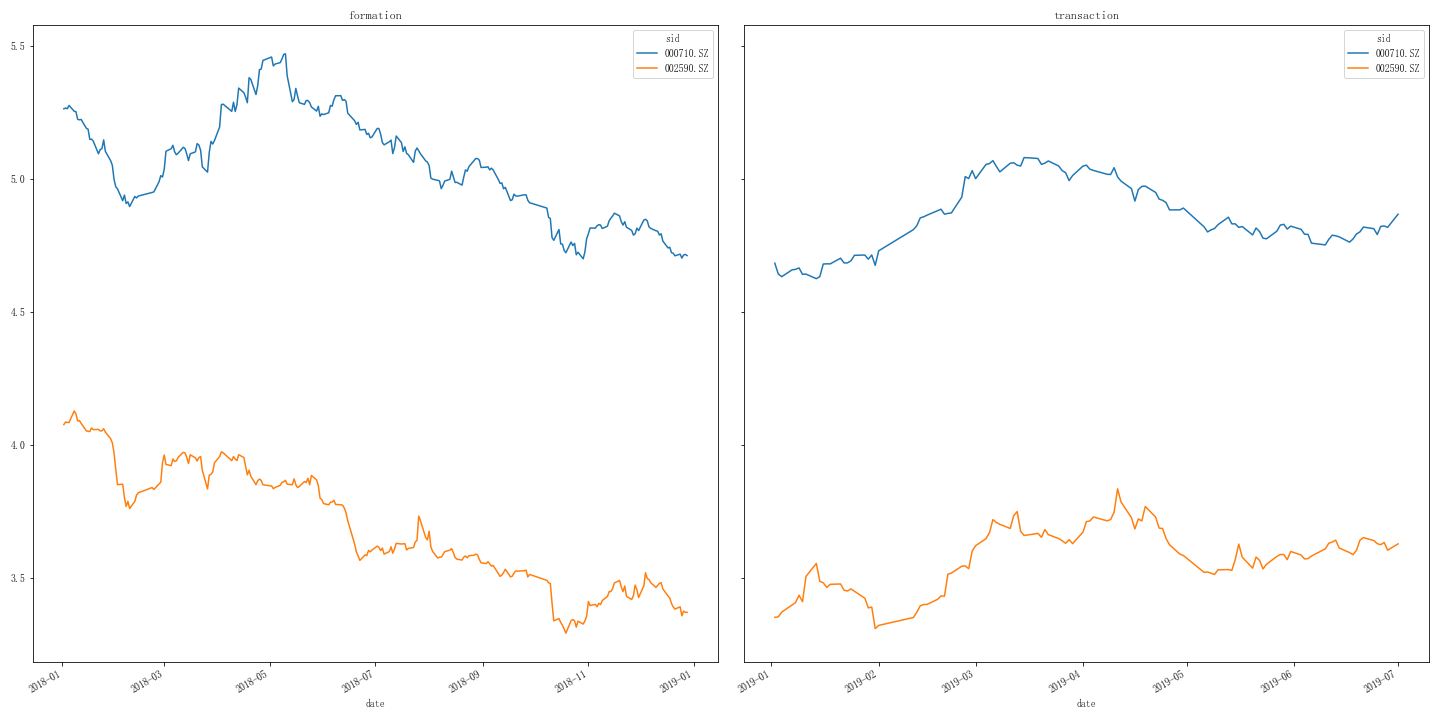 formation
sid
000710.SZ
002590.SZ
5.5
5.0
4.5
4.0
3.5
2018-01
2018-03
2018-05
2018-07
2018-09
2018-11
2019-01
date
transaction
sid
000710.SZ
002590.SZ
2019-01
2019-02
2019-03
2019-04
2019-05
2019-06
2019-07
date